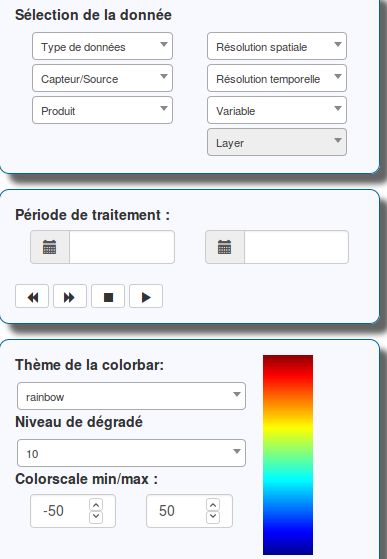 Sélection de la donnée
Type de données
Résolution spatiale
Capteur/Source
Résolution temporelle
Produit
Variable
Layer
Période de traitement :
Thème de la colorbar:
rainbow
Niveau de dégradé
10
Colorscale min/max :
-50
50